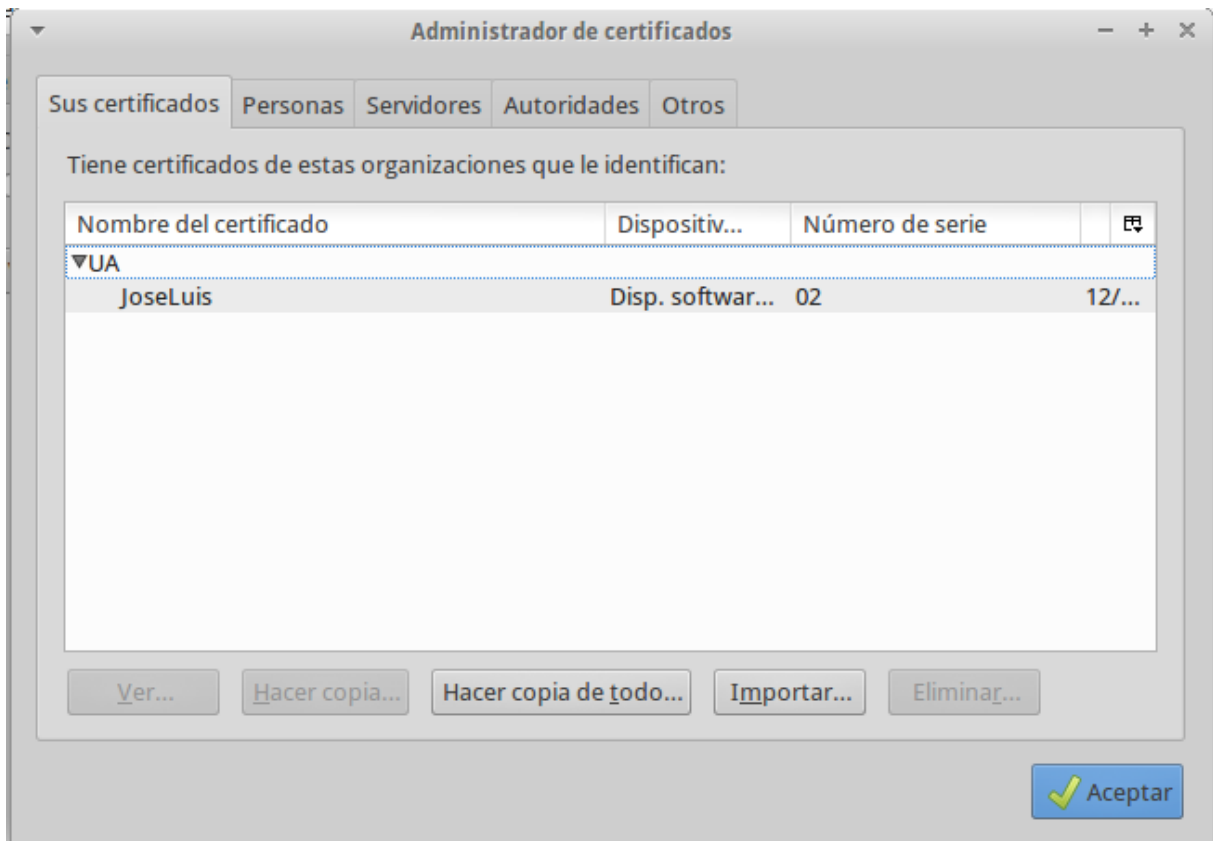 Administrador de certificados
Sus certificados Personas Servidores Autoridades Otros
Tiene certificados de estas organizaciones que le identifican:
Nombre del certificado Dispositiv... Número de serie
UA
JoseLuis Disp. softwar... 02 12/...
Ver... Hacer copia... Hacer copia de todo... Importar... Eliminar...
Aceptar